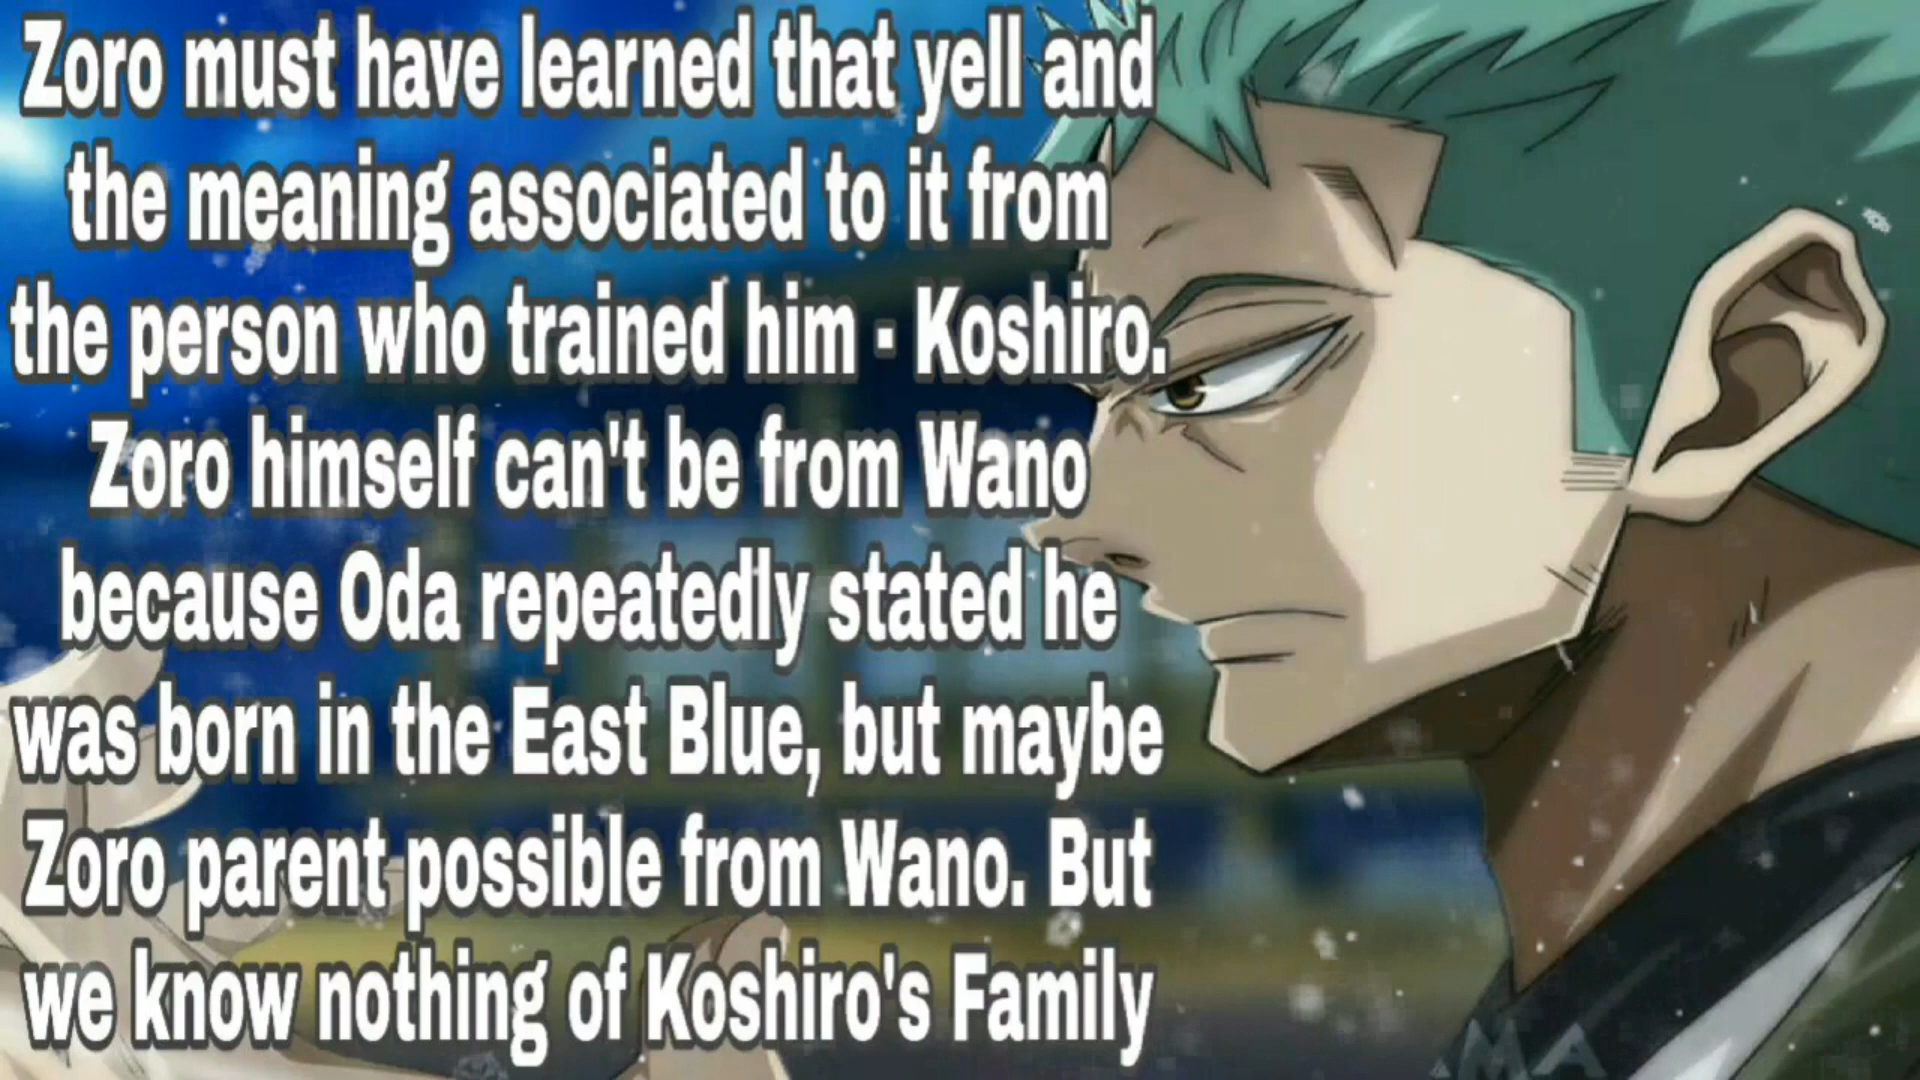 Zoro must have learned that yell and
the meaning associated to it from
the person who trained him - Koshiro.
Zoro himself can't be from Wano
because Oda repeatedly stated he
was born in the East Blue, but maybe
Zoro parent possible from Wano. But
we know nothing of Koshiro's Family